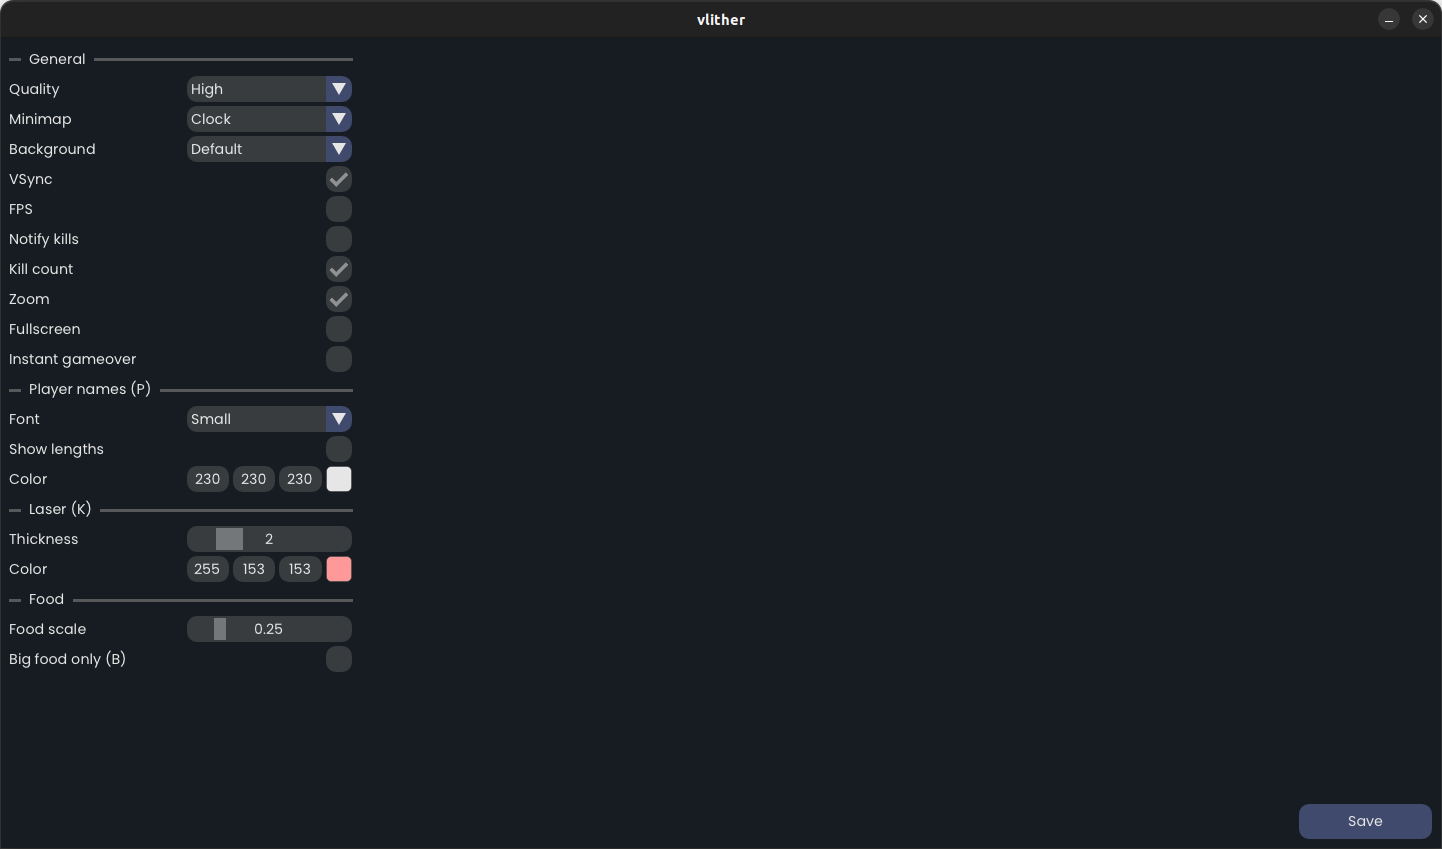 vlither
General
Quality High
Minimap Clock
Background Default
VSync
FPS
Notify kills
Kill count
Zoom
Fullscreen
Instant gameover
Player names (P)
Font Small
Show lengths
Color 230 230 230
Laser (K)
Thickness 2
Color 255 153 153
Food
Food scale 0.25
Big food only (B)
Save